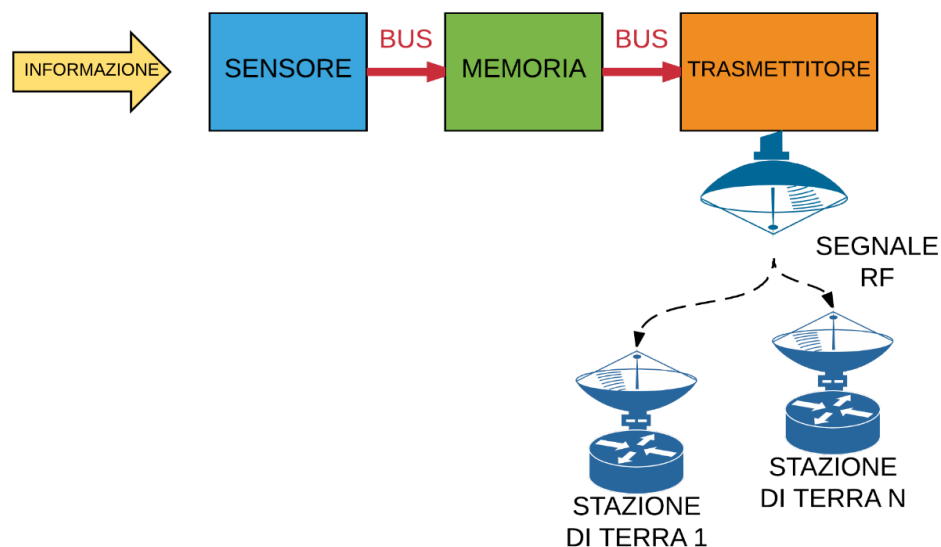 INFORMAZIONE
SENSORE
BUS
MEMORIA
BUS
TRASMETTITORE
SEGNALE
RF
STAZIONE
DI TERRA 1
STAZIONE
DI TERRA N